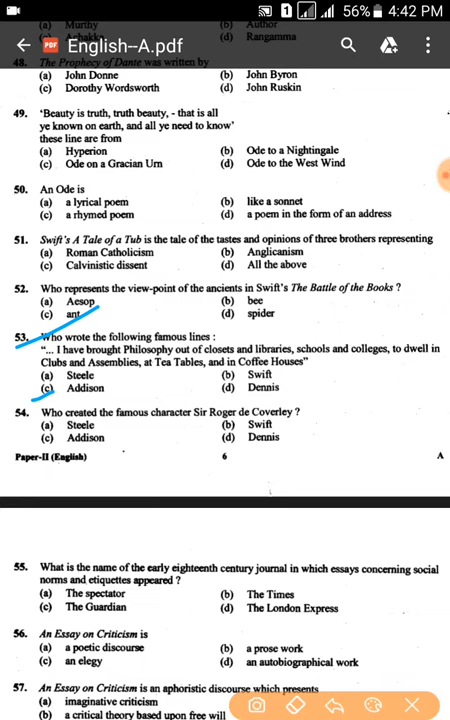 56% 4:42 PM
(a) Murthy (b) Author
(c) Achakka (d) Rangamma
English--A.pdf
PDF
48. The Prophecy of Dante was written by
(a) John Donne (b) John Byron
(c) Dorothy Wordsworth (d) John Ruskin
49. 'Beauty is truth, truth beauty, - that is all
ye known on earth, and all ye need to know'
these line are from
(a) Hyperion (b) Ode to a Nightingale
(c) Ode on a Gracian Urn (d) Ode to the West Wind
50. An Ode is
(a) a lyrical poem (b) like a sonnet
(c) a rhymed poem (d) a poem in the form of an address
51. Swift's A Tale of a Tub is the tale of the tastes and opinions of three brothers representing
(a) Roman Catholicism (b) Anglicanism
(c) Calvinistic dissent (d) All the above
52. Who represents the view-point of the ancients in Swift's The Battle of the Books ?
(a) Aesop (b) bee
(c) ant (d) spider
53. Who wrote the following famous lines :
"... I have brought Philosophy out of closets and libraries, schools and colleges, to dwell in
Clubs and Assemblies, at Tea Tables, and in Coffee Houses"
(a) Steele (b) Swift
(c) Addison (d) Dennis
54. Who created the famous character Sir Roger de Coverley ?
(a) Steele (b) Swift
(c) Addison (d) Dennis
Paper-II (English) 6 A
55. What is the name of the early eighteenth century journal in which essays concerning social
norms and etiquettes appeared ?
(a) The spectator (b) The Times
(c) The Guardian (d) The London Express
56. An Essay on Criticism is
(a) a poetic discourse (b) a prose work
(c) an elegy (d) an autobiographical work
57. An Essay on Criticism is an aphoristic discourse which presents
(a) imaginative criticism
(b) a critical theory based upon free will